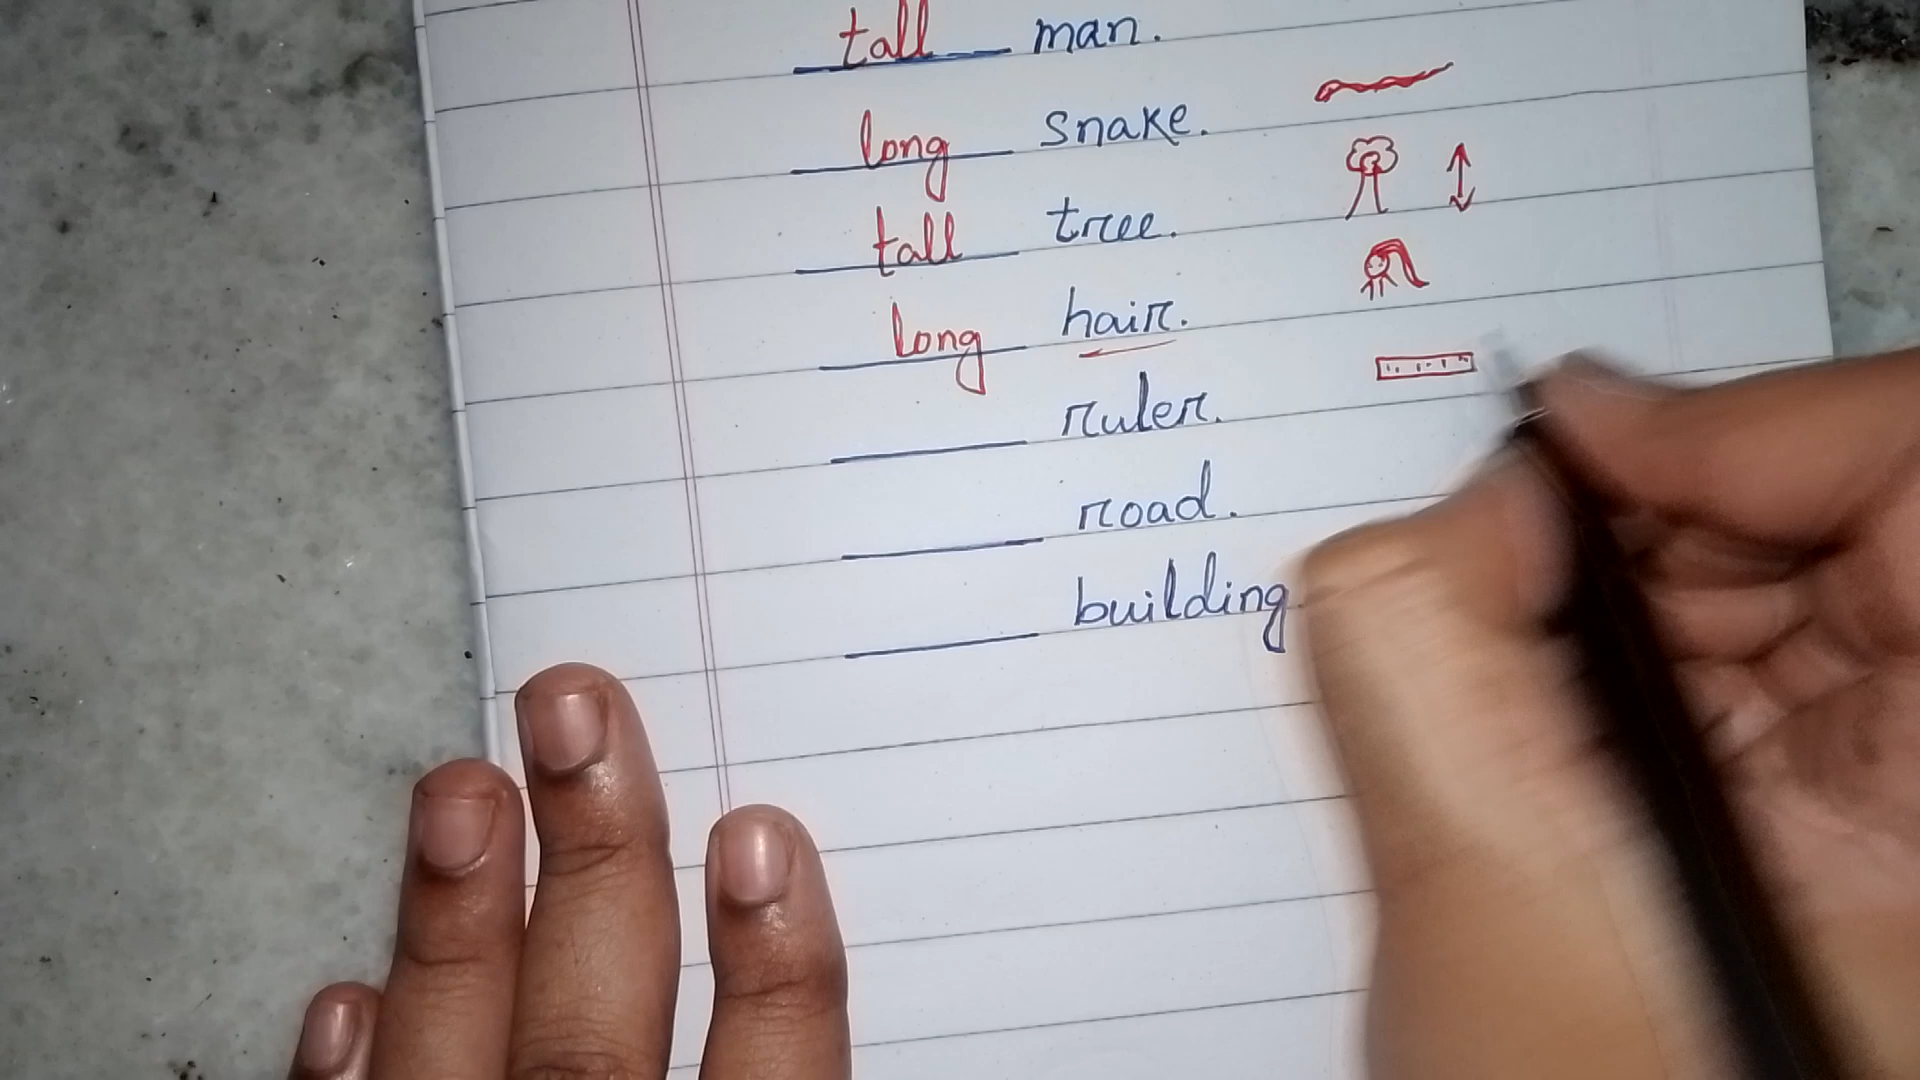 tall man.
long snake.
tall tree.
long hair.
ruler.
road.
building